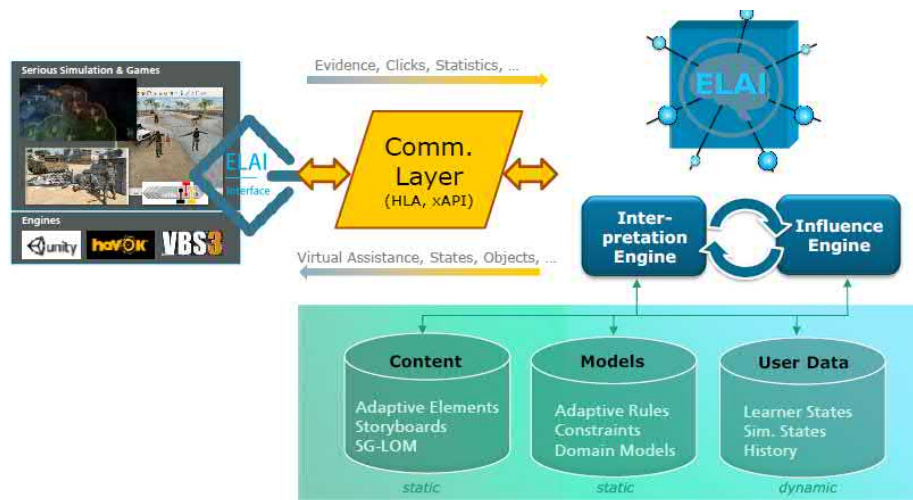 Serious Simulation & Games
ELAI
Interface
Engines
unity
havok
VBS3
Evidence, Clicks, Statistics, ...
Comm.
Layer
(HLA, xAPI)
Virtual Assistance, States, Objects, ...
ELAI
Inter-
pretation
Engine
Influence
Engine
Content
Adaptive Elements
Storyboards
SG-LOM
static
Models
Adaptive Rules
Constraints
Domain Models
static
User Data
Learner States
Sim. States
History
dynamic